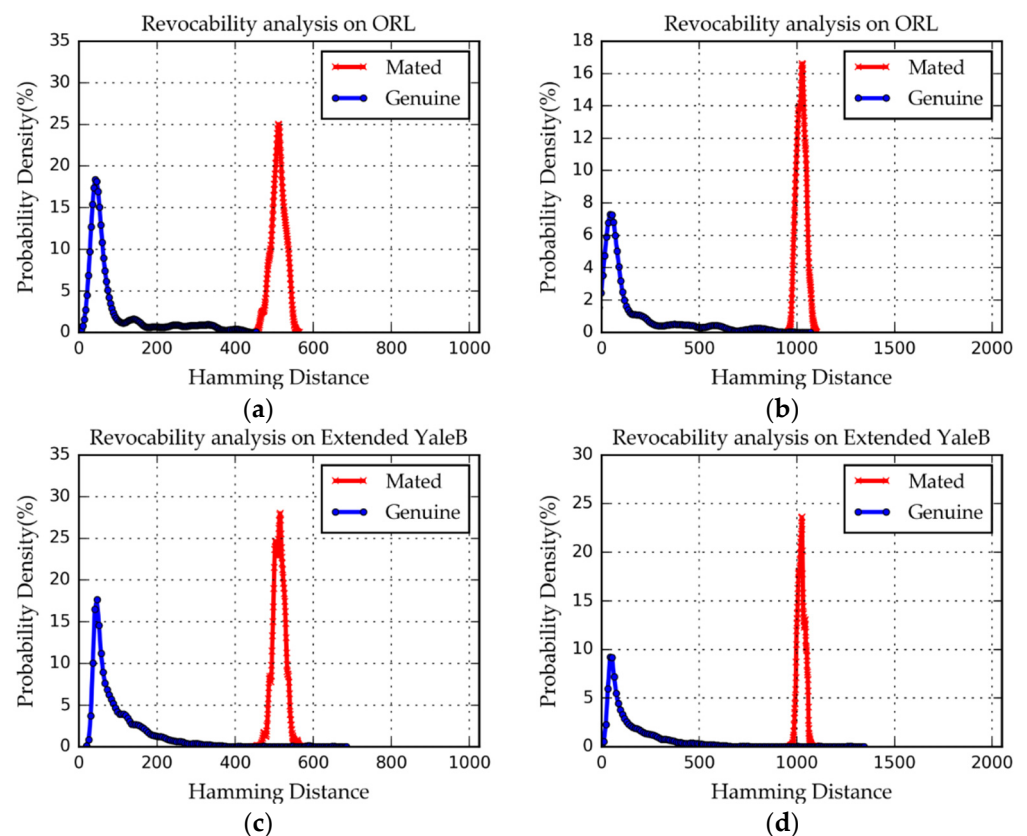 Revocability analysis on ORL
35
30
25
20
15
10
5
0
Probability Density(%)
Mated
Genuine
0 200 400 600 800 1000
Hamming Distance
(a)
Revocability analysis on ORL
18
16
14
12
10
8
6
4
2
0
Probability Density(%)
Mated
Genuine
0 500 1000 1500 2000
Hamming Distance
(b)
Revocability analysis on Extended YaleB
35
30
25
20
15
10
5
0
Probability Density(%)
Mated
Genuine
0 200 400 600 800 1000
Hamming Distance
(c)
Revocability analysis on Extended YaleB
30
25
20
15
10
5
0
Probability Density(%)
Mated
Genuine
0 500 1000 1500 2000
Hamming Distance
(d)